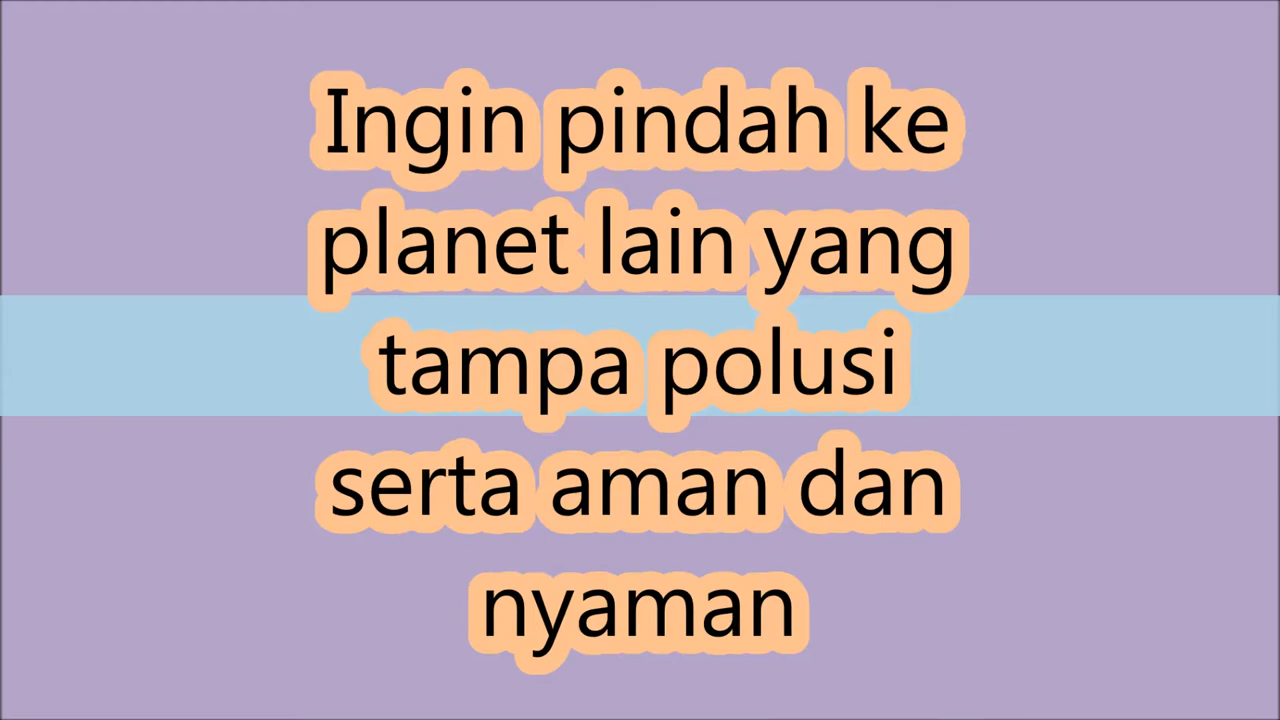 Ingin pindah ke
planet lain yang
tampa polusi
serta aman dan
nyaman